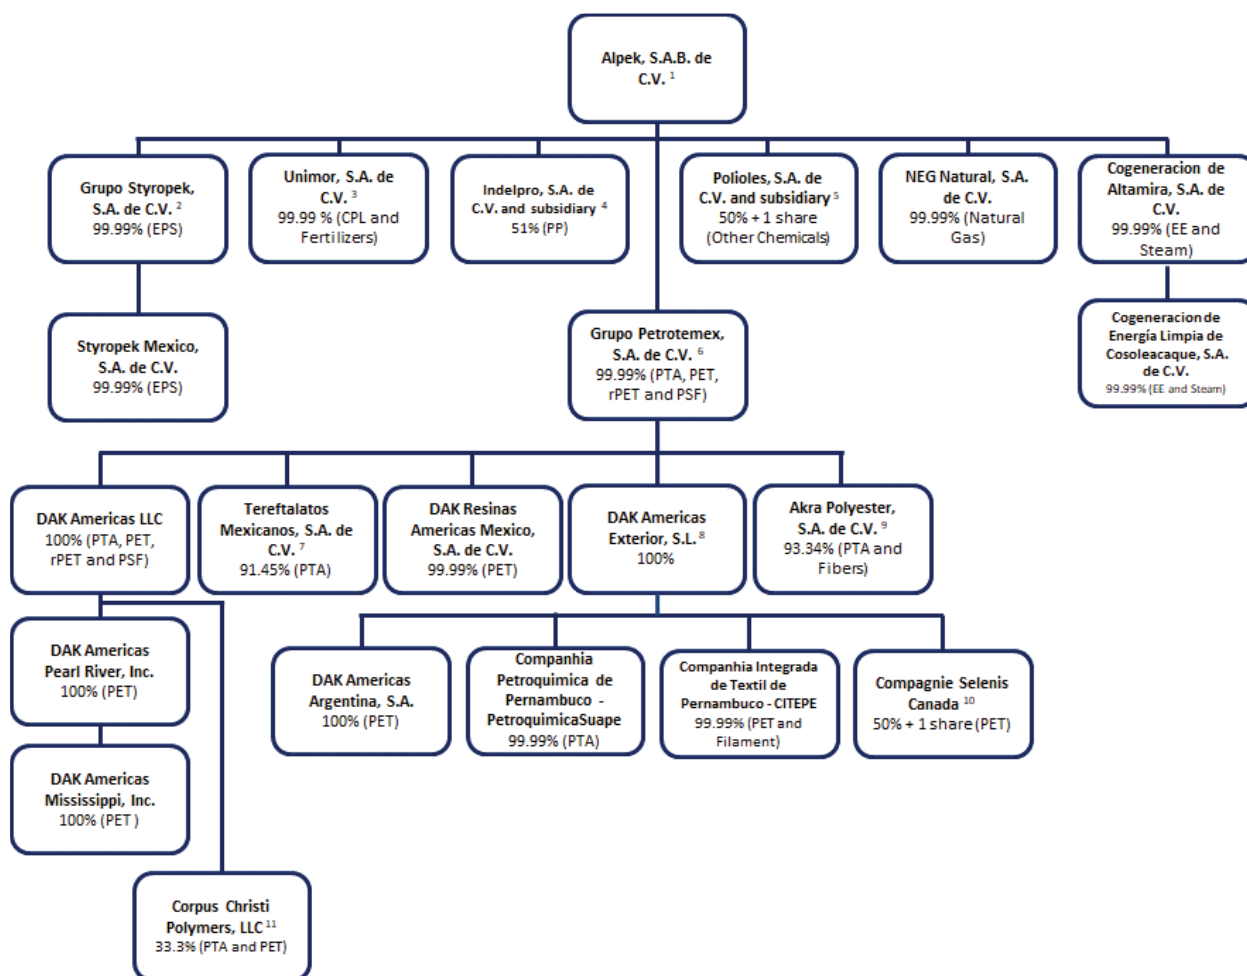 Alpek, S.A.B. de
C.V. 1
Grupo Styropek,
S.A. de C.V. 2
99.99% (EPS)
Unimor, S.A. de
C.V. 3
99.99 % (CPL and
Fertilizers)
Indelpro, S.A. de
C.V. and subsidiary 4
51% (PP)
Polioles, S.A. de
C.V. and subsidiary 5
50% + 1 share
(Other Chemicals)
NEG Natural, S.A.
de C.V.
99.99% (Natural
Gas)
Cogeneracion de
Altamira, S.A. de
C.V.
99.99% (EE and
Steam)
Styropek Mexico,
S.A. de C.V.
99.99% (EPS)
Grupo Petrotemex,
S.A. de C.V. 6
99.99% (PTA, PET,
rPET and PSF)
Cogeneracion de
Energía Limpia de
Cosoleacaque, S.A.
de C.V.
99.99% (EE and Steam)
DAK Americas LLC
100% (PTA, PET,
rPET and PSF)
Tereftalatos
Mexicanos, S.A. de
C.V. 7
91.45% (PTA)
DAK Resinas
Americas Mexico,
S.A. de C.V.
99.99% (PET)
DAK Americas
Exterior, S.L. 8
100%
Akra Polyester,
S.A. de C.V. 9
93.34% (PTA and
Fibers)
DAK Americas
Pearl River, Inc.
100% (PET)
DAK Americas
Argentina, S.A.
100% (PET)
Companhia
Petroquimica de
Pernambuco -
PetroquimicaSuape
99.99% (PTA)
Companhia Integrada
de Textil de
Pernambuco - CITEPE
99.99% (PET and
Filament)
Compagnie Selenis
Canada 10
50% + 1 share (PET)
DAK Americas
Mississippi, Inc.
100% (PET )
Corpus Christi
Polymers, LLC 11
33.3% (PTA and PET)